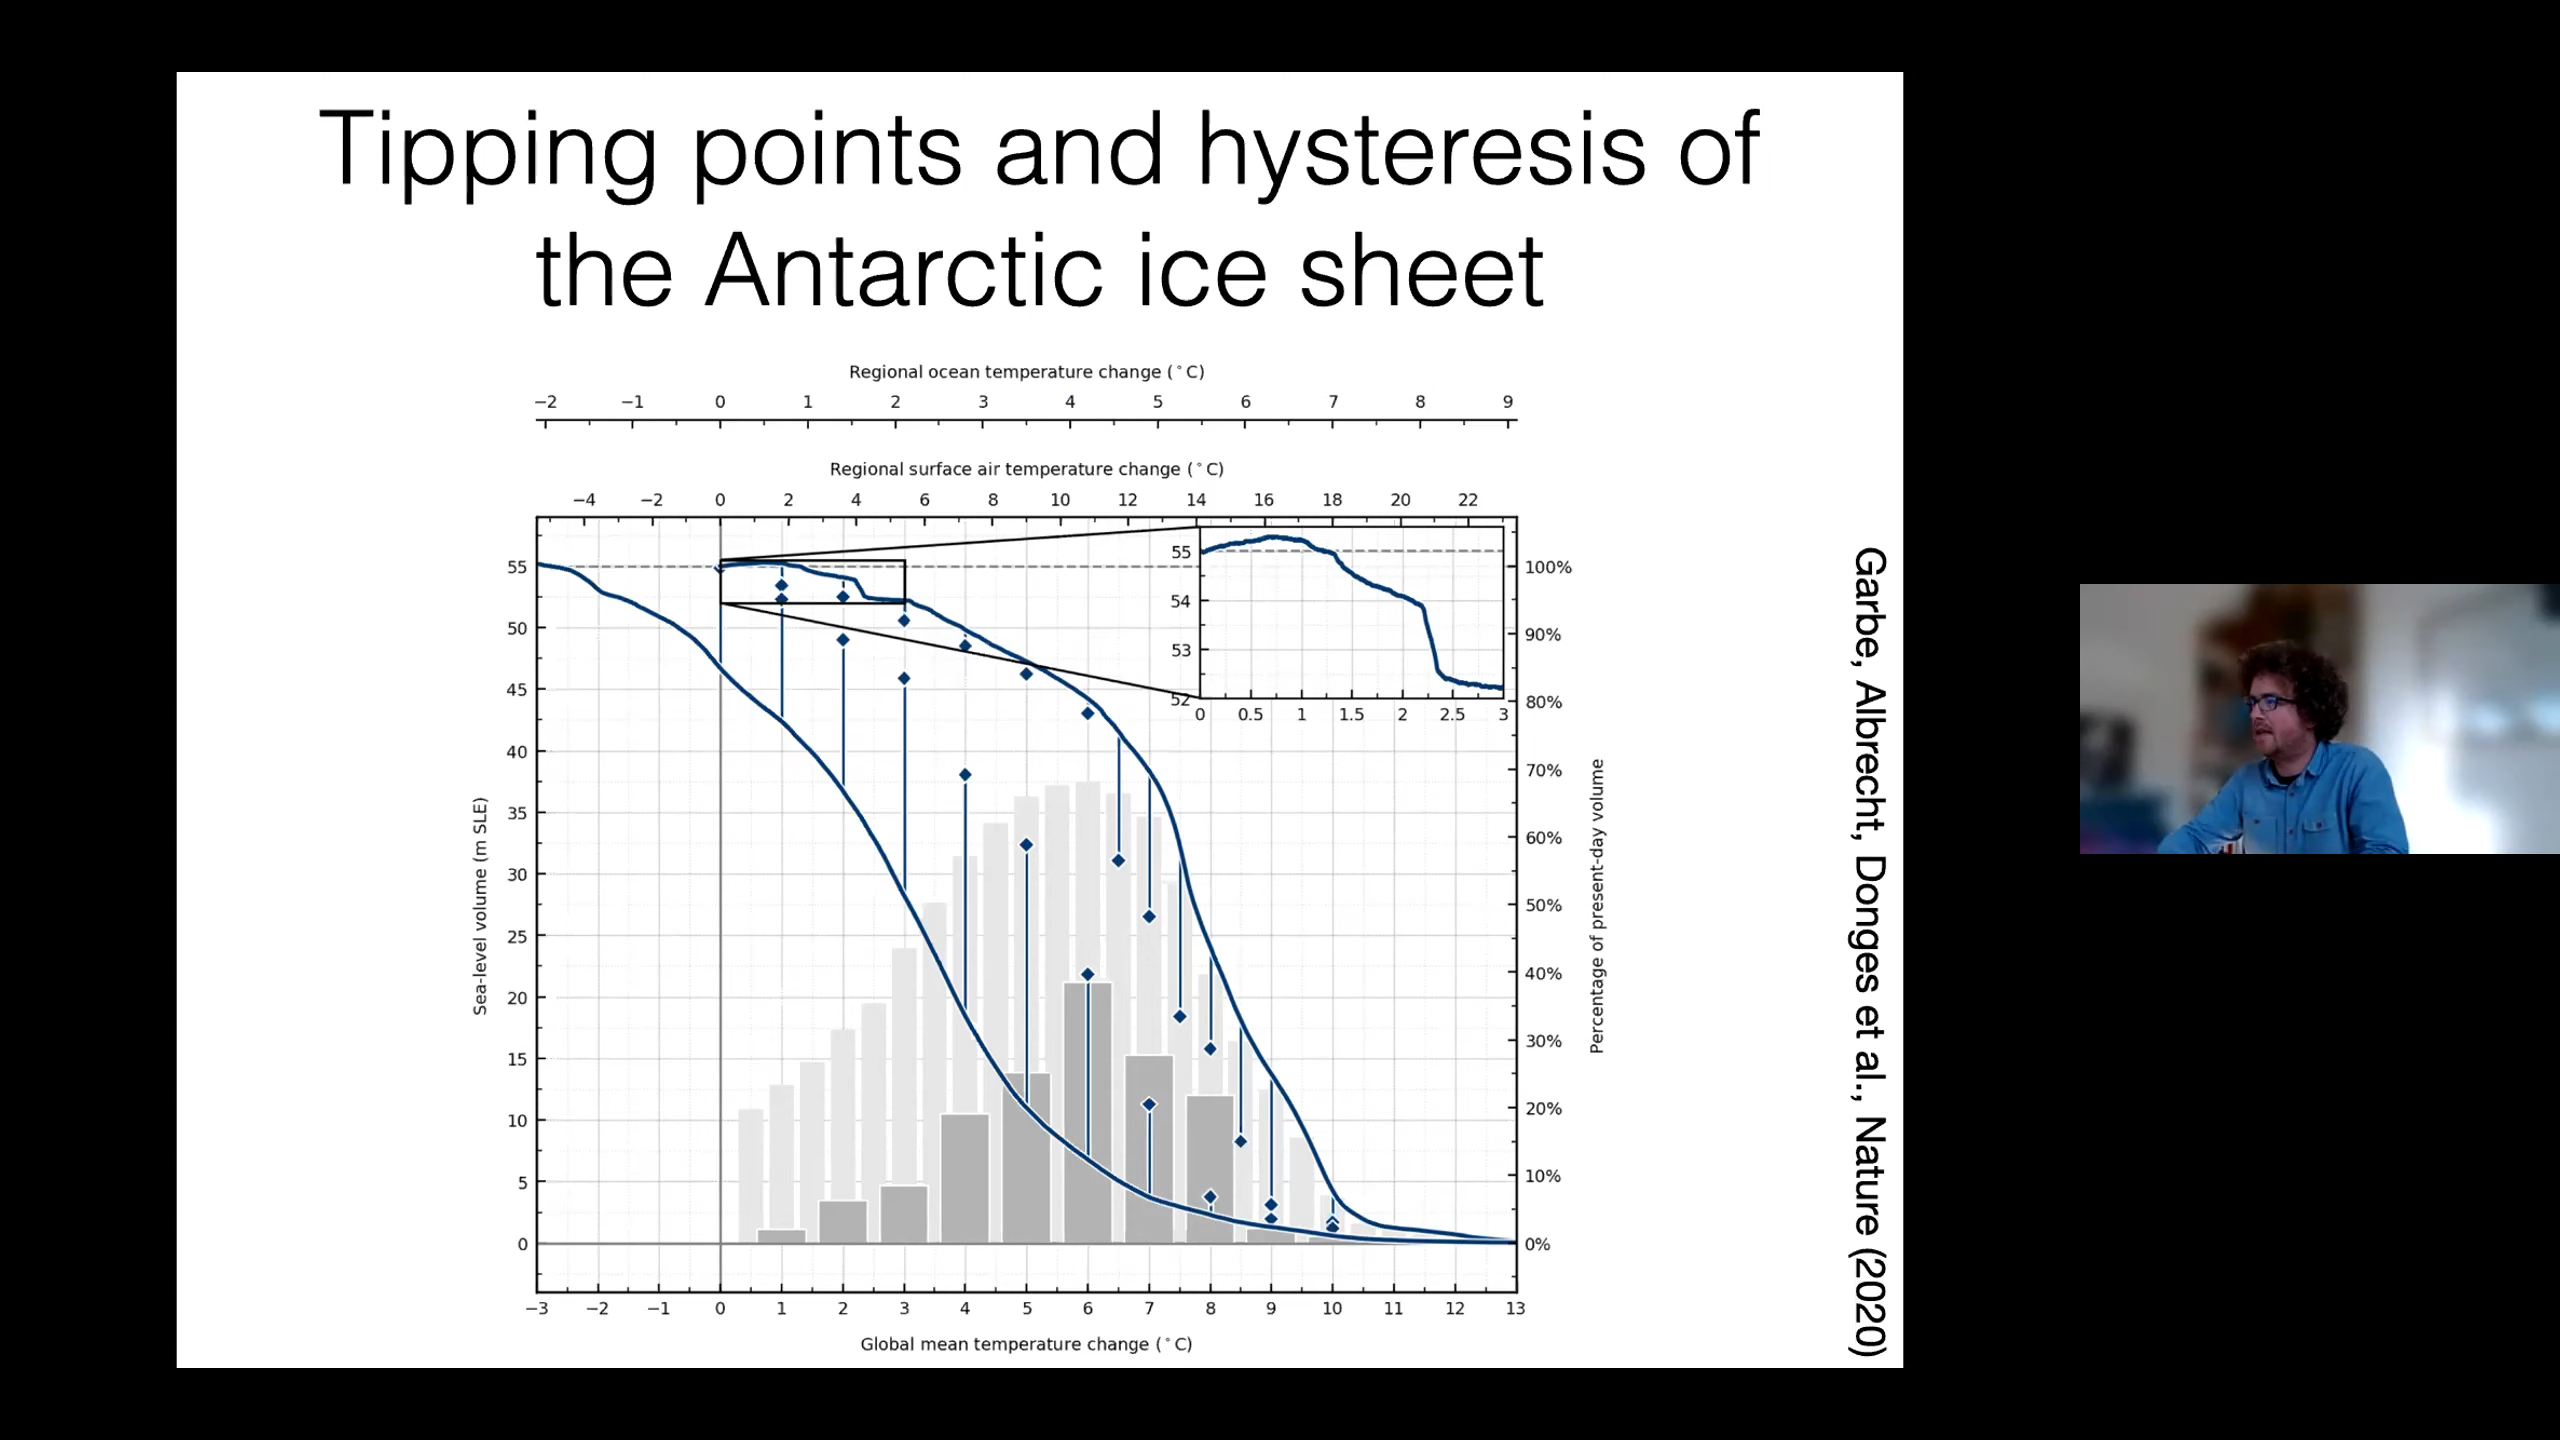 Tipping points and hysteresis of
the Antarctic ice sheet
Regional ocean temperature change (°C)
−2 −1 0 1 2 3 4 5 6 7 8 9
Regional surface air temperature change (°C)
−4 −2 0 2 4 6 8 10 12 14 16 18 20 22
Sea-level volume (m SLE)
55
50
45
40
35
30
25
20
15
10
5
0
55
54
53
52
0 0.5 1 1.5 2 2.5 3
100%
90%
80%
70%
60%
50%
40%
30%
20%
10%
0%
Percentage of present-day volume
−3 −2 −1 0 1 2 3 4 5 6 7 8 9 10 11 12 13
Global mean temperature change (°C)
Garbe, Albrecht, Donges et al., Nature (2020)